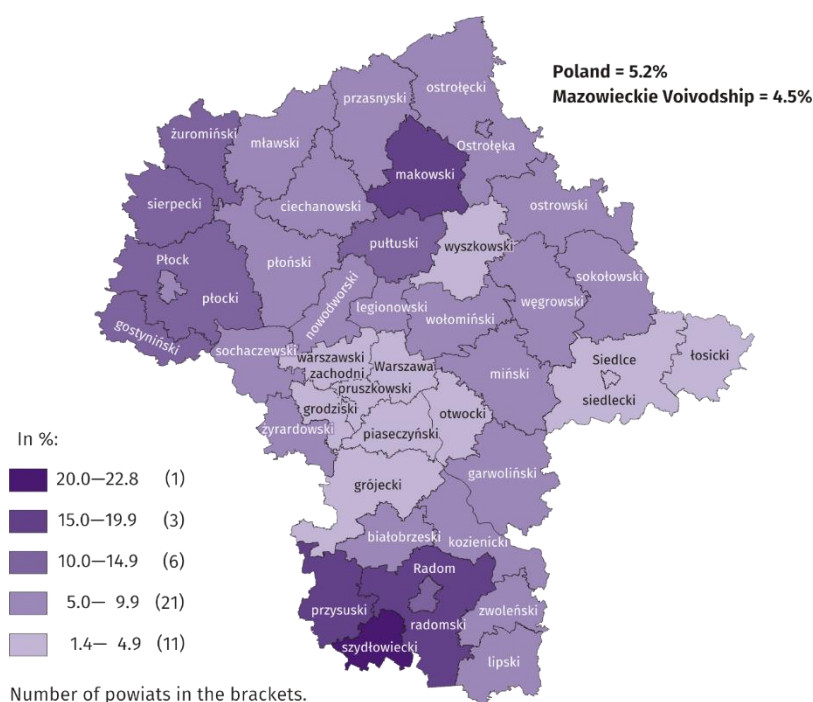 Poland = 5.2%
Mazowieckie Voivodship = 4.5%
ostrołęcki
przasnyski
żuromiński
mławski
Ostrołęka
makowski
sierpecki
ciechanowski
ostrowski
pułtuski
wyszkowski
Płock
płoński
sokołowski
płocki
nowodworski
legionowski
węgrowski
wołomiński
gostyniński
sochaczewski
warszawski
zachodni
Warszawa
Siedlce
łosicki
miński
pruszkowski
siedlecki
grodziski
otwocki
żyrardowski
piaseczyński
garwoliński
grójecki
białobrzeski
kozienicki
Radom
przysuski
zwoleński
radomski
szydłowiecki
lipski
In %:
20.0—22.8 (1)
15.0—19.9 (3)
10.0—14.9 (6)
5.0— 9.9 (21)
1.4— 4.9 (11)
Number of powiats in the brackets.